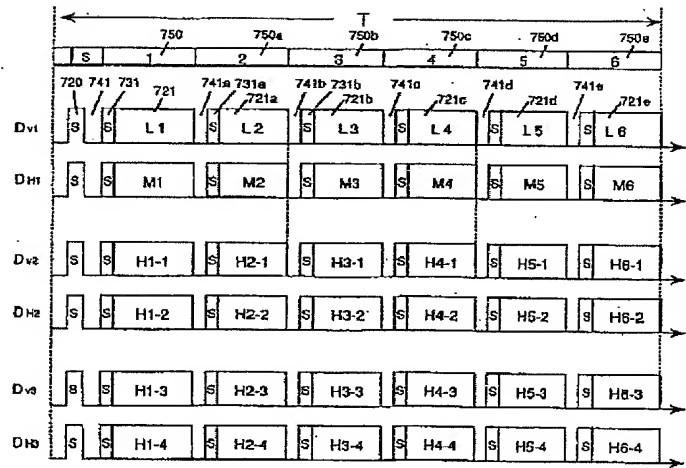 T
750 750a 750b 750c 750d 750e
S 1 2 3 4 5 6
720 741 731 721 741a 731a 721a 741b 731b 721b 741c 721c 741d 721d 741e 721e
Dv1 S S L1 S L2 S L3 S L4 S L5 S L6
DH1 S S M1 S M2 S M3 S M4 S M5 S M6
Dv2 S S H1-1 S H2-1 S H3-1 S H4-1 S H5-1 S H6-1
DH2 S S H1-2 S H2-2 S H3-2 S H4-2 S H5-2 S H6-2
Dv3 S S H1-3 S H2-3 S H3-3 S H4-3 S H5-3 S H6-3
DH3 S S H1-4 S H2-4 S H3-4 S H4-4 S H5-4 S H6-4